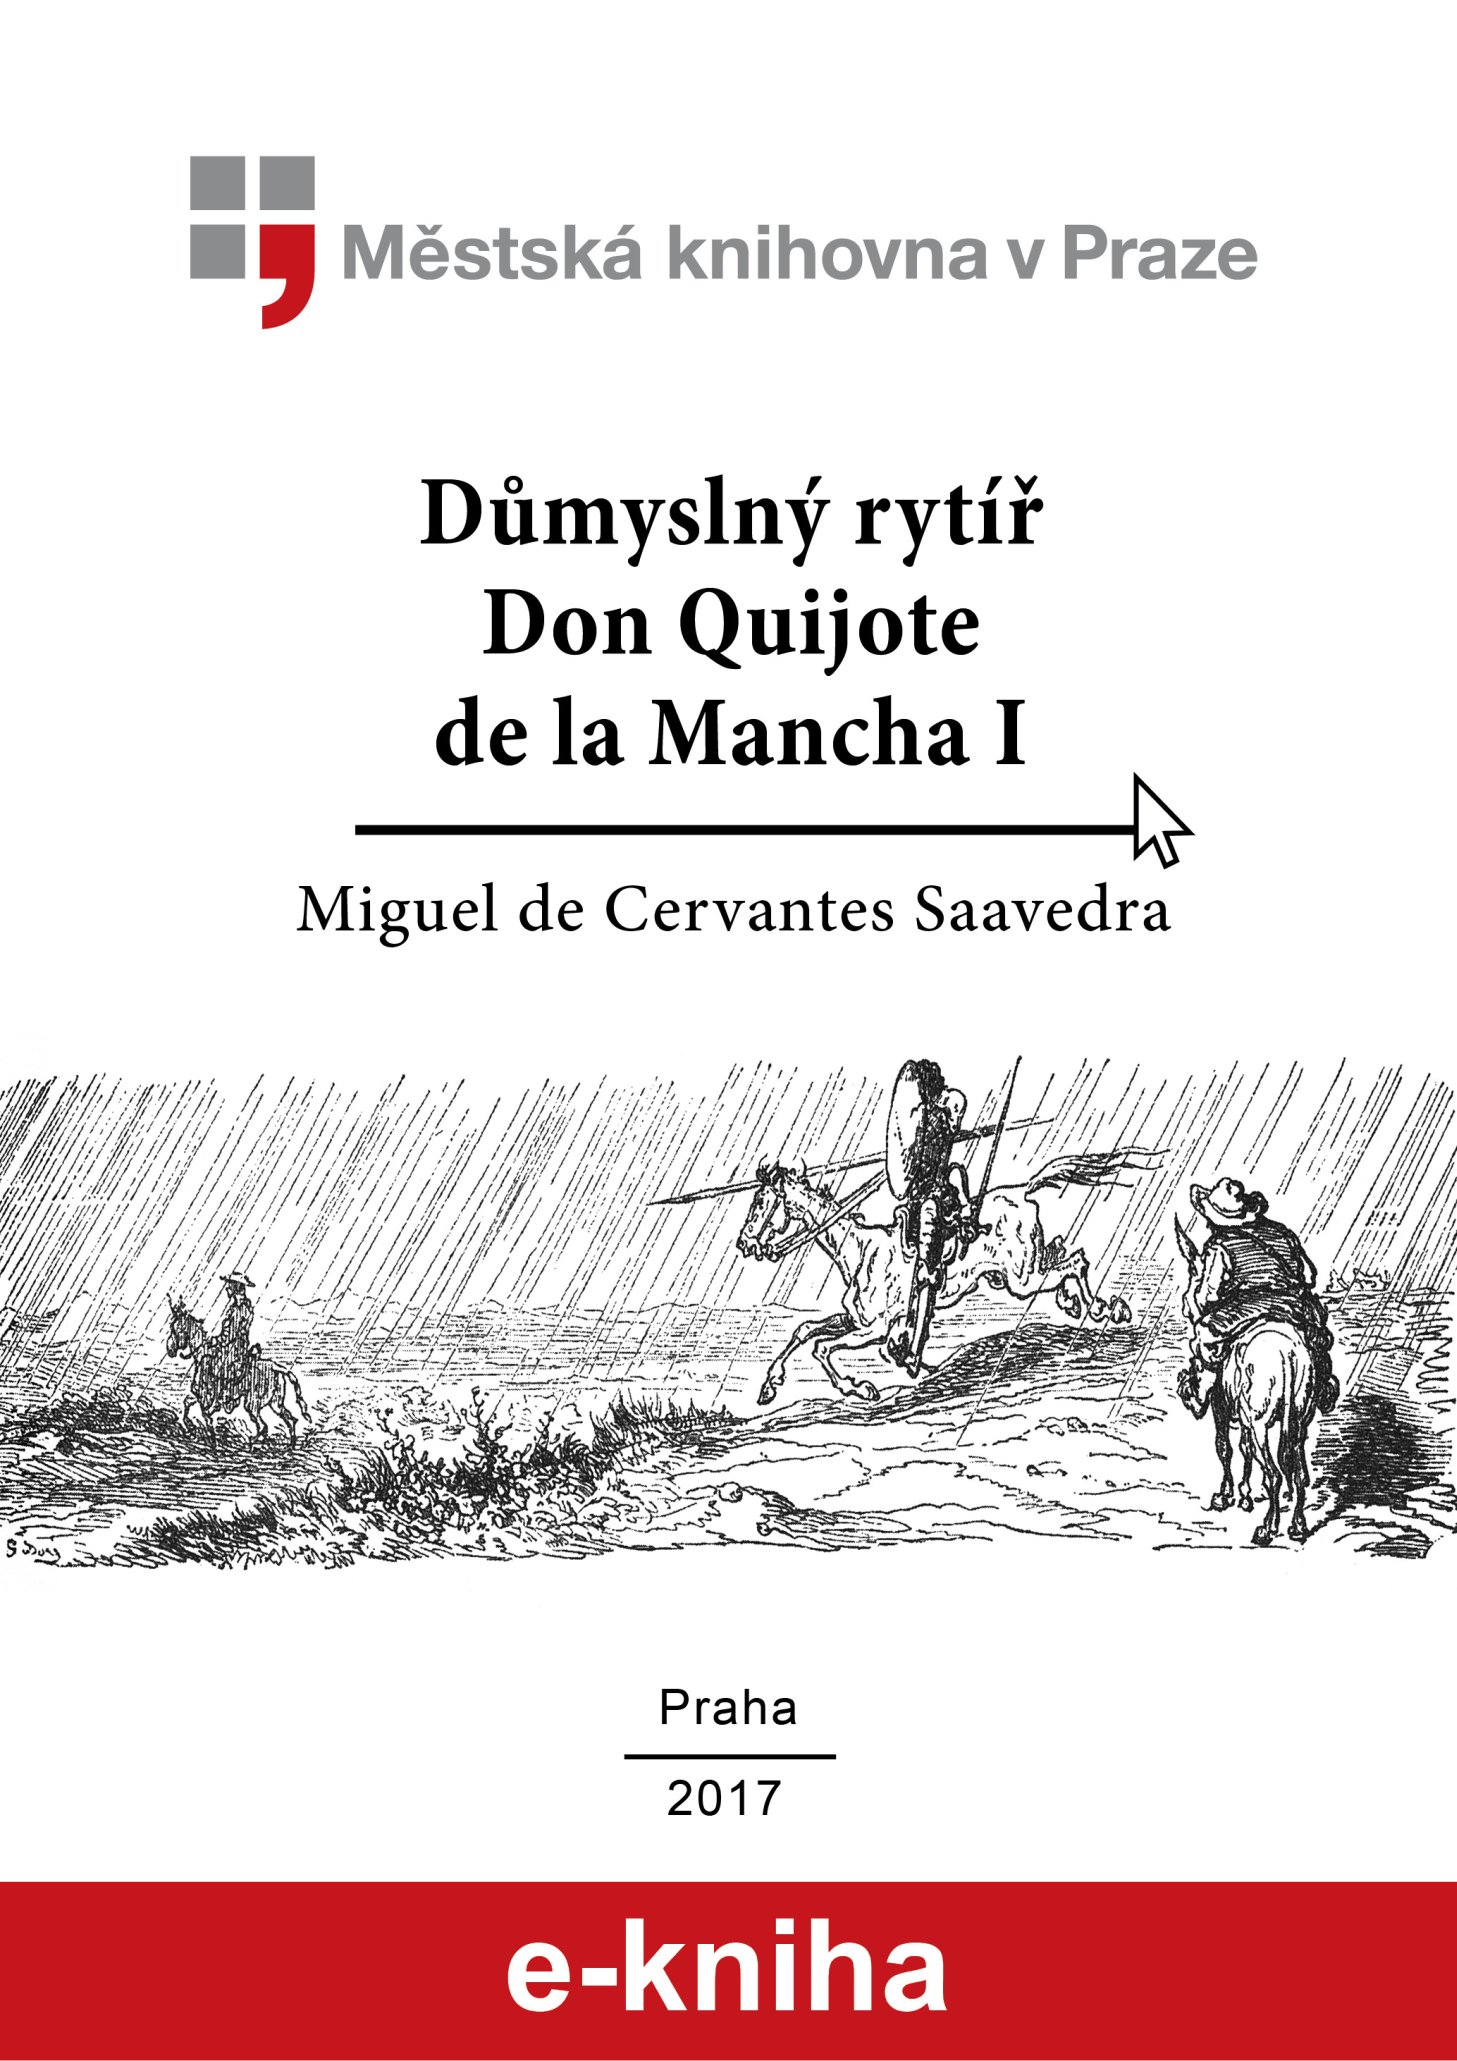 Městská knihovna v Praze
Důmyslný rytíř
Don Quijote
de la Mancha I
Miguel de Cervantes Saavedra
Praha
2017
e-kniha